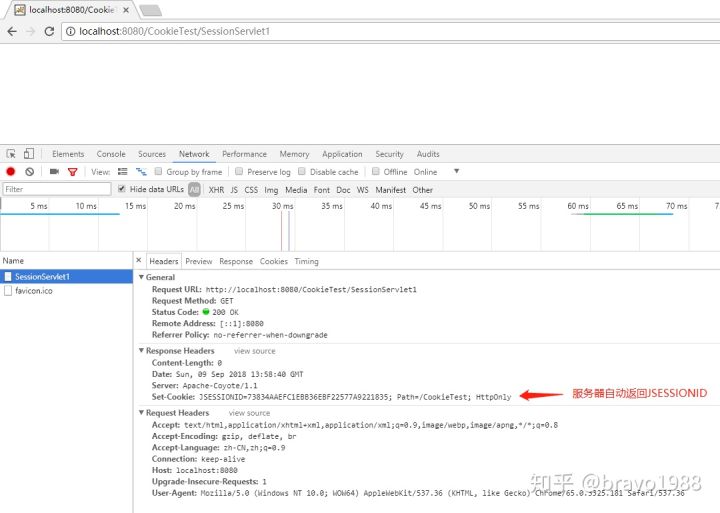 localhost:8080/CookieT
localhost:8080/CookieTest/SessionServlet1
Elements Console Sources Network Performance Memory Application Security Audits
View: Group by frame Preserve log Disable cache Offline Online
Filter Hide data URLs All XHR JS CSS Img Media Font Doc WS Manifest Other
5 ms 10 ms 15 ms 20 ms 25 ms 30 ms 35 ms 40 ms 45 ms 50 ms 55 ms 60 ms 65 ms 70 ms 75
Name × Headers Preview Response Cookies Timing
SessionServlet1
favicon.ico
General
Request URL: http://localhost:8080/CookieTest/SessionServlet1
Request Method: GET
Status Code: 200 OK
Remote Address: [::1]:8080
Referrer Policy: no-referrer-when-downgrade
Response Headers view source
Content-Length: 0
Date: Sun, 09 Sep 2018 13:58:40 GMT
Server: Apache-Coyote/1.1
Set-Cookie: JSESSIONID=73834AAEFC1EBB36EBF22577A9221835; Path=/CookieTest; HttpOnly
服务器自动返回JSESSIONID
Request Headers view source
Accept: text/html,application/xhtml+xml,application/xml;q=0.9,image/webp,image/apng,*/*;q=0.8
Accept-Encoding: gzip, deflate, br
Accept-Language: zh-CN,zh;q=0.9
Connection: keep-alive
Host: localhost:8080
Upgrade-Insecure-Requests: 1
User-Agent: Mozilla/5.0 (Windows NT 10.0; WOW64) AppleWebKit/537.36 (KHTML, like Gecko) Chrome/65.0.3325.181 Safari/537.36
知乎 @bravo1988